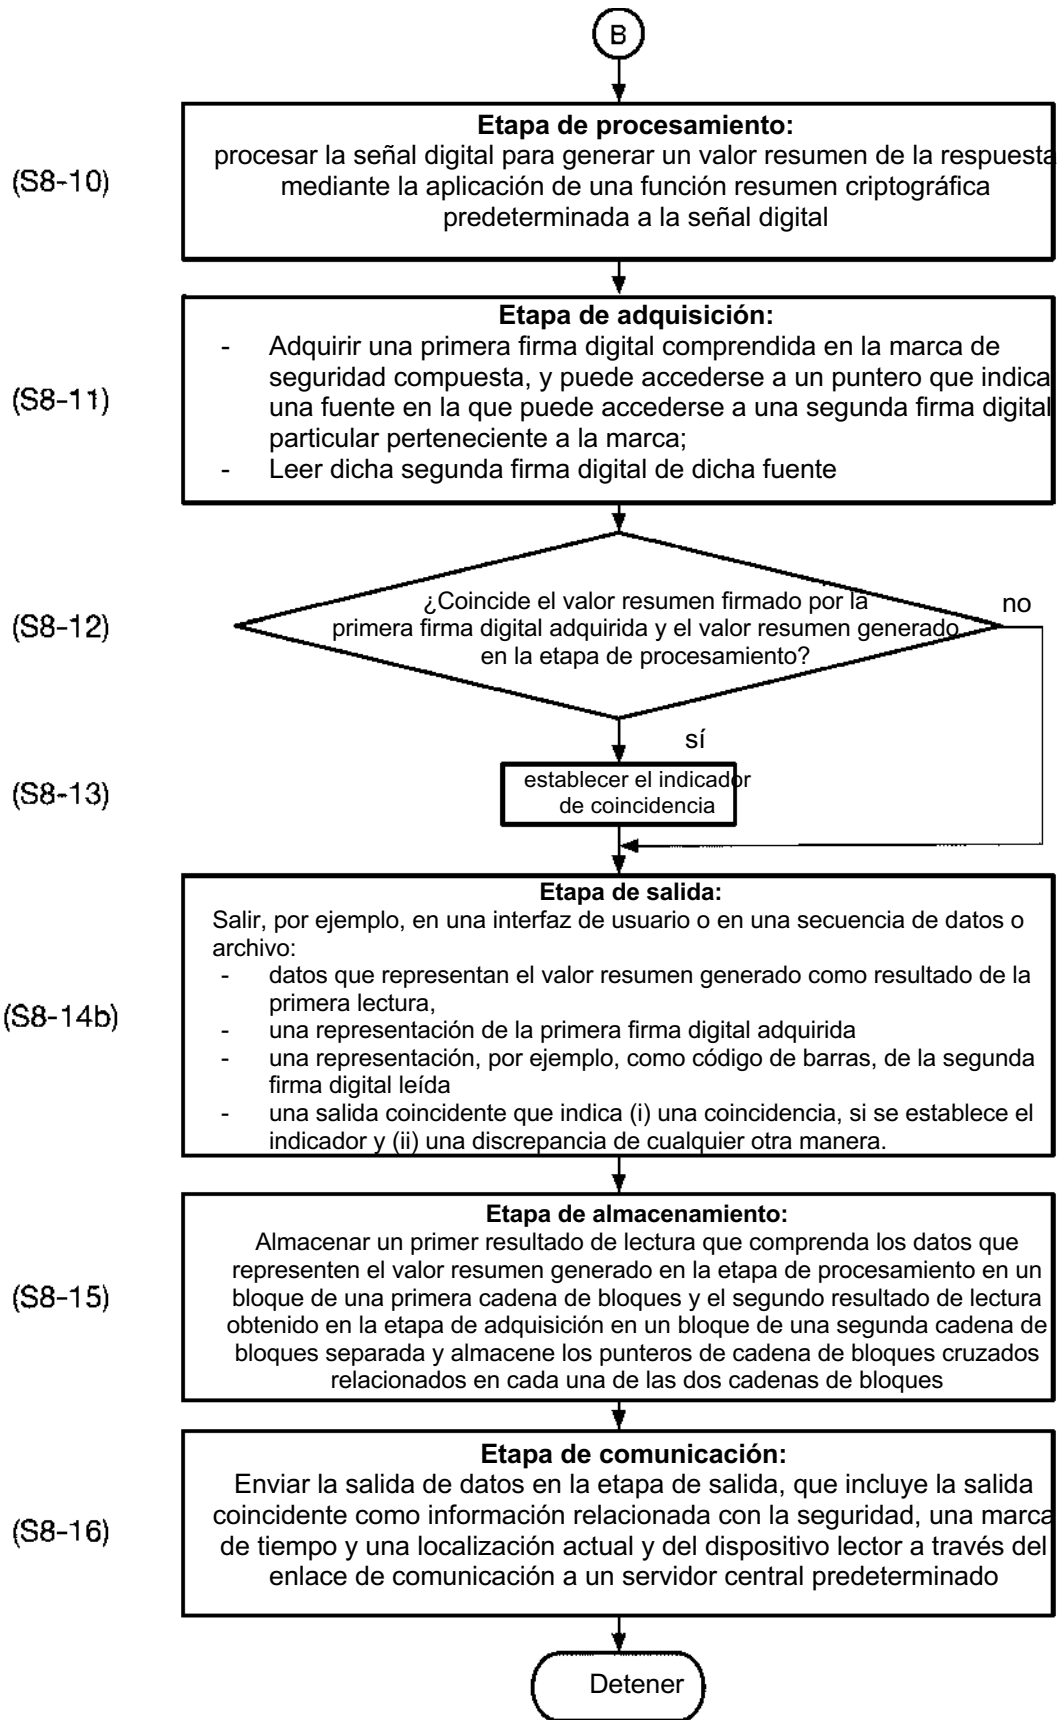 B
Etapa de procesamiento:
(S8-10)
procesar la señal digital para generar un valor resumen de la respuesta
mediante la aplicación de una función resumen criptográfica
predeterminada a la señal digital
Etapa de adquisición:
(S8-11)
- Adquirir una primera firma digital comprendida en la marca de
seguridad compuesta, y puede accederse a un puntero que indica
una fuente en la que puede accederse a una segunda firma digital
particular perteneciente a la marca;
- Leer dicha segunda firma digital de dicha fuente
(S8-12)
¿Coincide el valor resumen firmado por la
primera firma digital adquirida y el valor resumen generado
en la etapa de procesamiento?
no
sí
(S8-13)
establecer el indicador
de coincidencia
Etapa de salida:
(S8-14b)
Salir, por ejemplo, en una interfaz de usuario o en una secuencia de datos o
archivo:
- datos que representan el valor resumen generado como resultado de la
primera lectura,
- una representación de la primera firma digital adquirida
- una representación, por ejemplo, como código de barras, de la segunda
firma digital leída
- una salida coincidente que indica (i) una coincidencia, si se establece el
indicador y (ii) una discrepancia de cualquier otra manera.
Etapa de almacenamiento:
(S8-15)
Almacenar un primer resultado de lectura que comprenda los datos que
representen el valor resumen generado en la etapa de procesamiento en un
bloque de una primera cadena de bloques y el segundo resultado de lectura
obtenido en la etapa de adquisición en un bloque de una segunda cadena de
bloques separada y almacene los punteros de cadena de bloques cruzados
relacionados en cada una de las dos cadenas de bloques
Etapa de comunicación:
(S8-16)
Enviar la salida de datos en la etapa de salida, que incluye la salida
coincidente como información relacionada con la seguridad, una marca
de tiempo y una localización actual y del dispositivo lector a través del
enlace de comunicación a un servidor central predeterminado
Detener